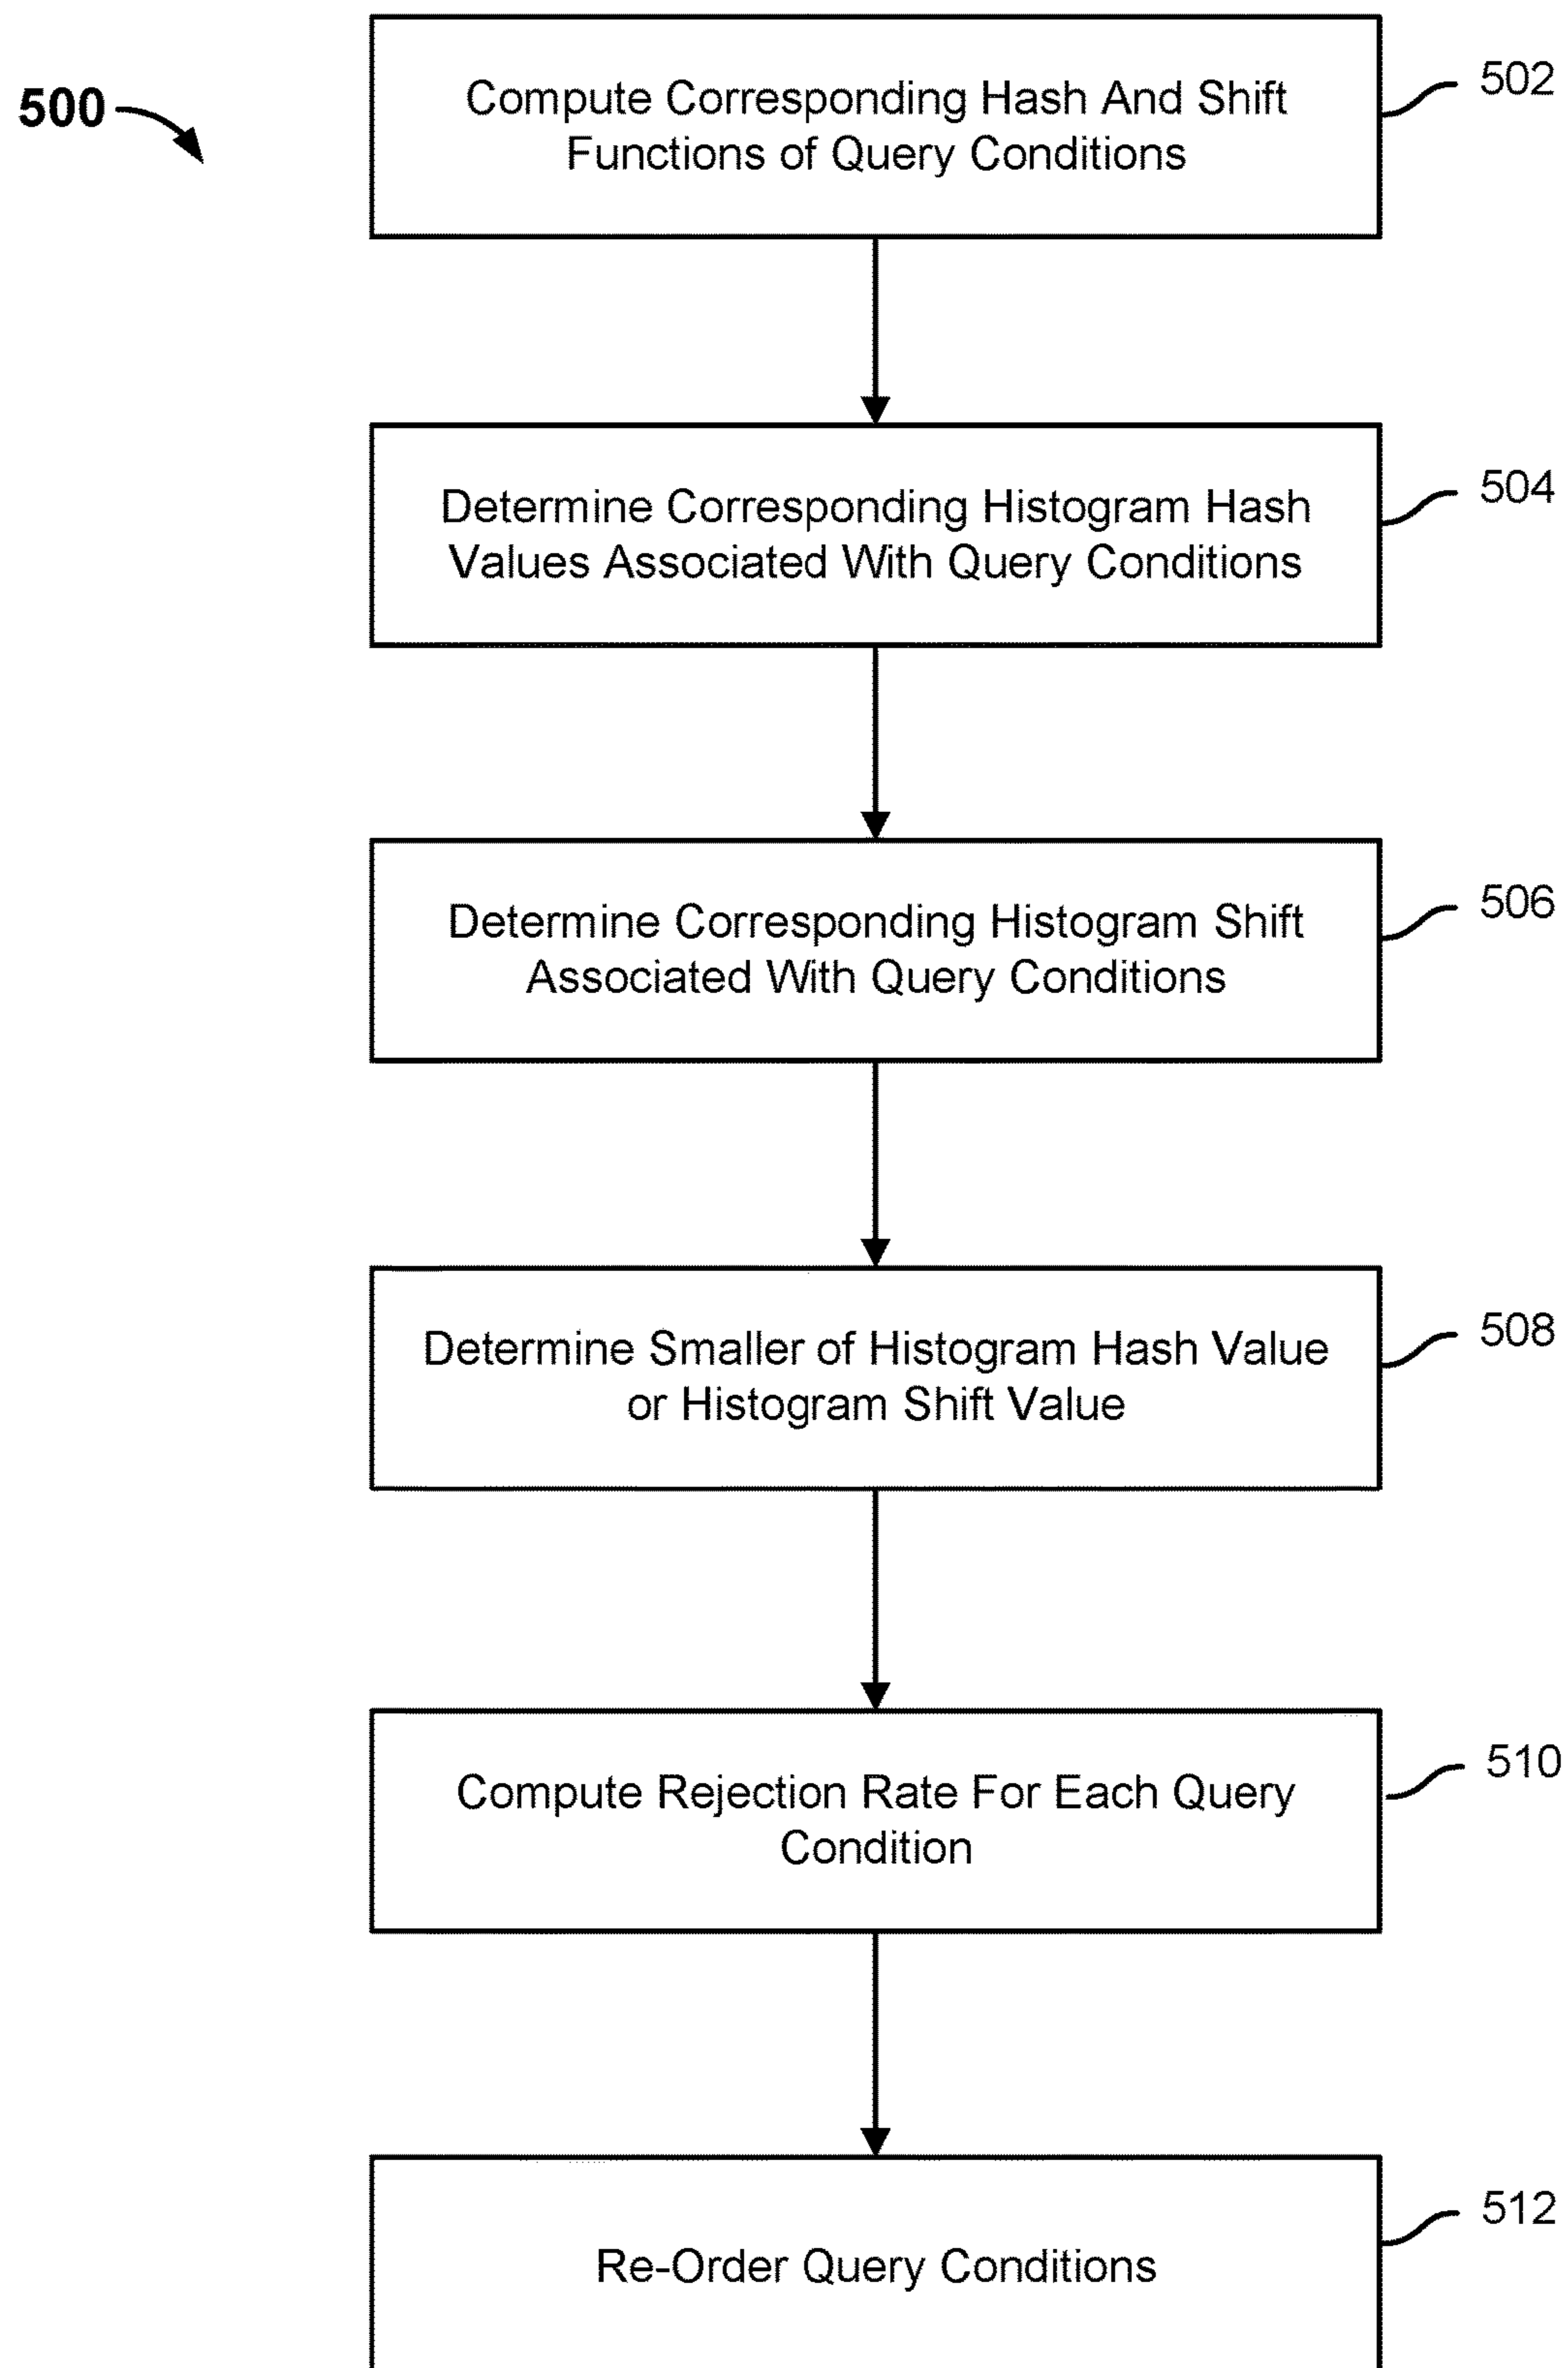 500
Compute Corresponding Hash And Shift
Functions of Query Conditions
502
Determine Corresponding Histogram Hash
Values Associated With Query Conditions
504
Determine Corresponding Histogram Shift
Associated With Query Conditions
506
Determine Smaller of Histogram Hash Value
or Histogram Shift Value
508
Compute Rejection Rate For Each Query
Condition
510
Re-Order Query Conditions
512